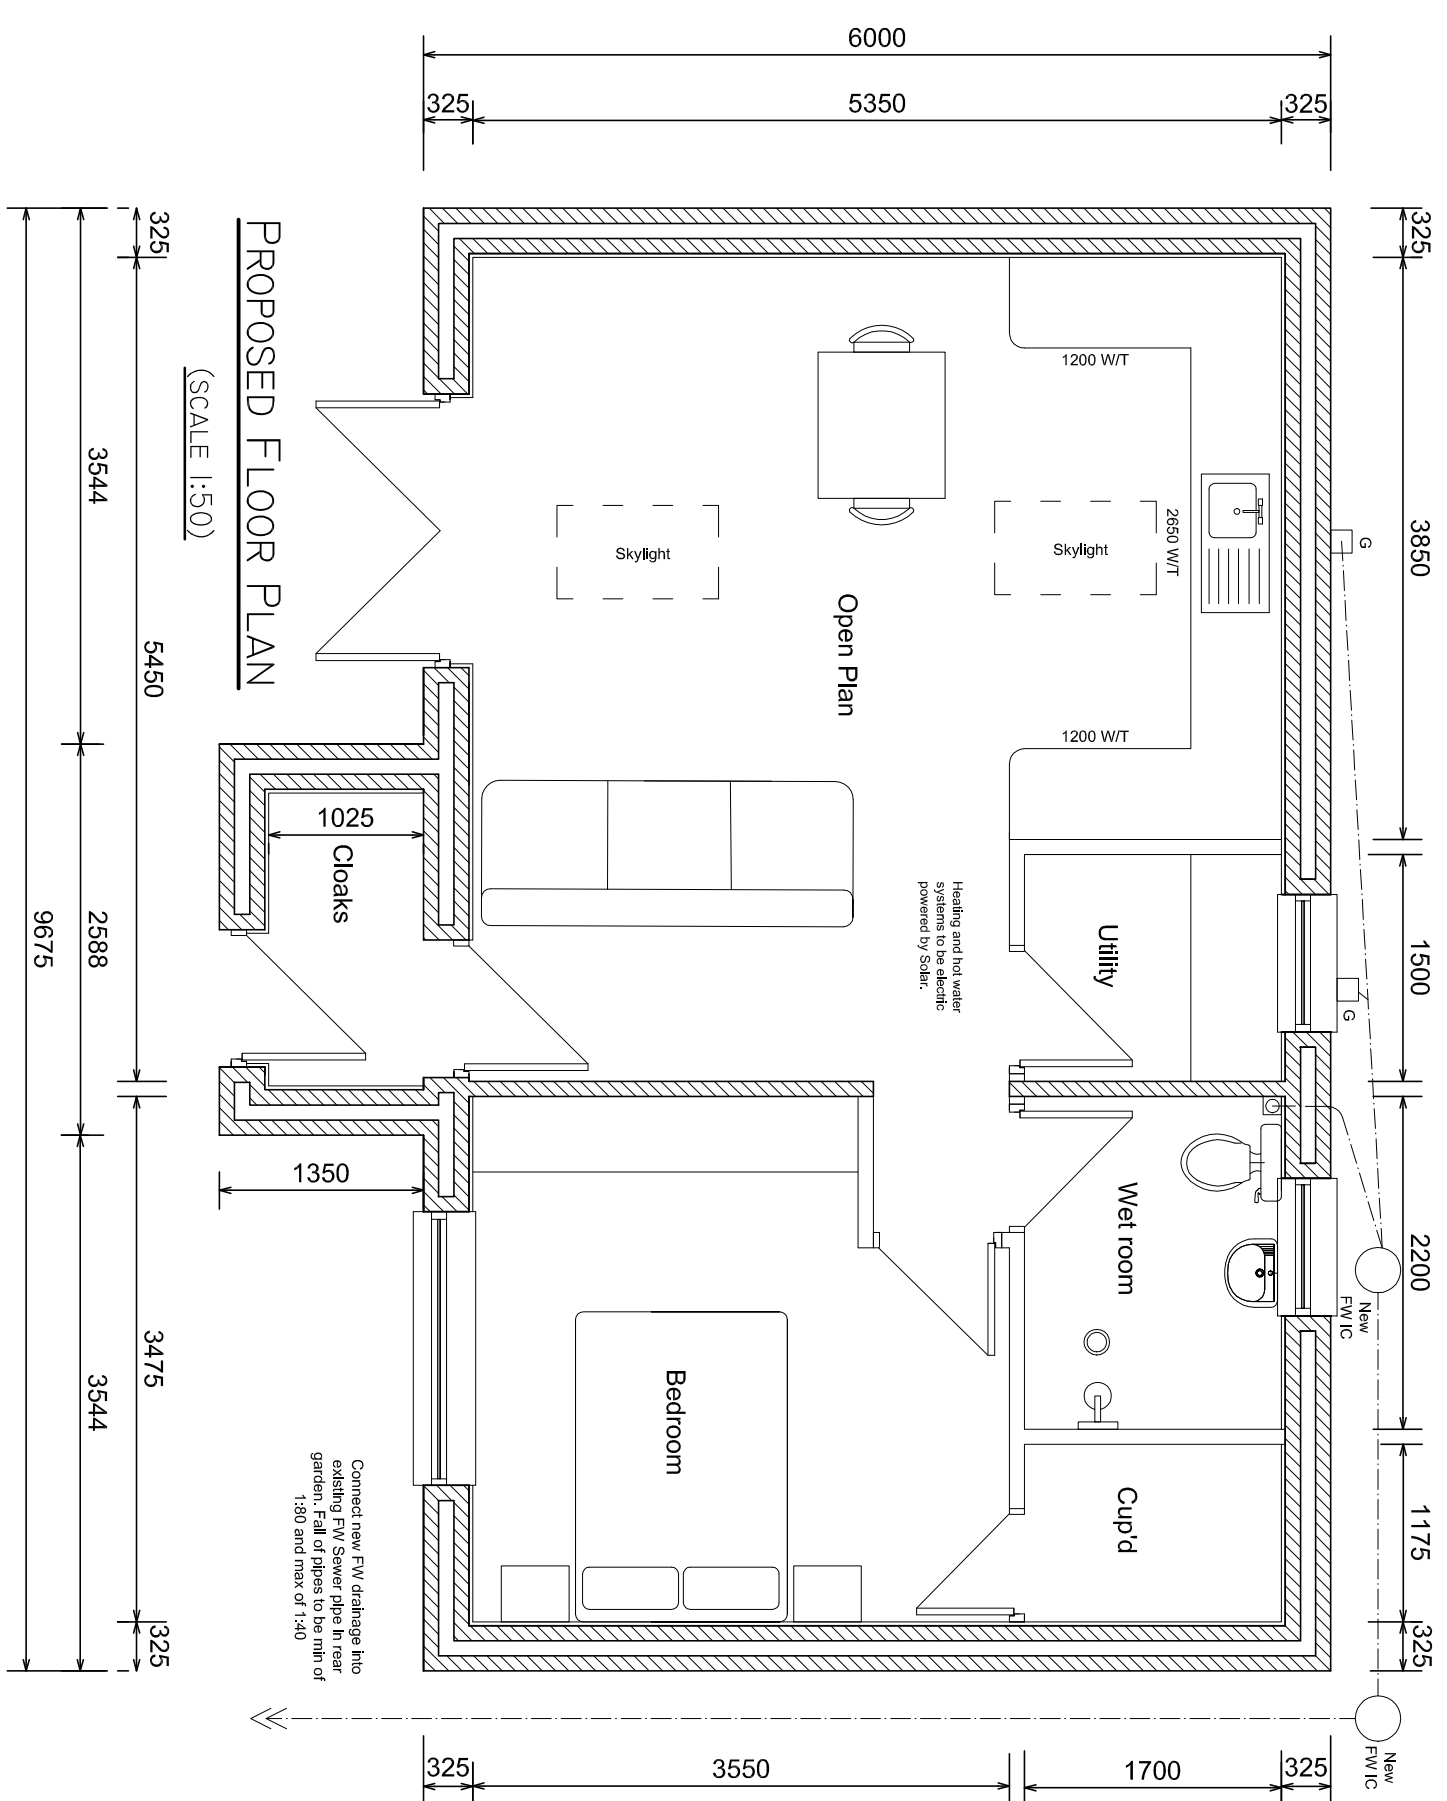 6000
325
5350
325
325
3850
1500
2200
1175
325
G
G
New
FW IC
New
FW IC
1200 W/T
2650 W/T
1200 W/T
Skylight
Skylight
Open Plan
Utility
Heating and hot water
systems to be electric
powered by Solar.
Wet room
Cup'd
Bedroom
Cloaks
1025
1350
PROPOSED FLOOR PLAN
(SCALE 1:50)
Connect new FW drainage into
existing FW Sewer pipe in rear
garden. Fall of pipes to be min of
1:80 and max of 1:40
325
5450
3475
325
3544
2588
3544
9675
325
3550
1700
325